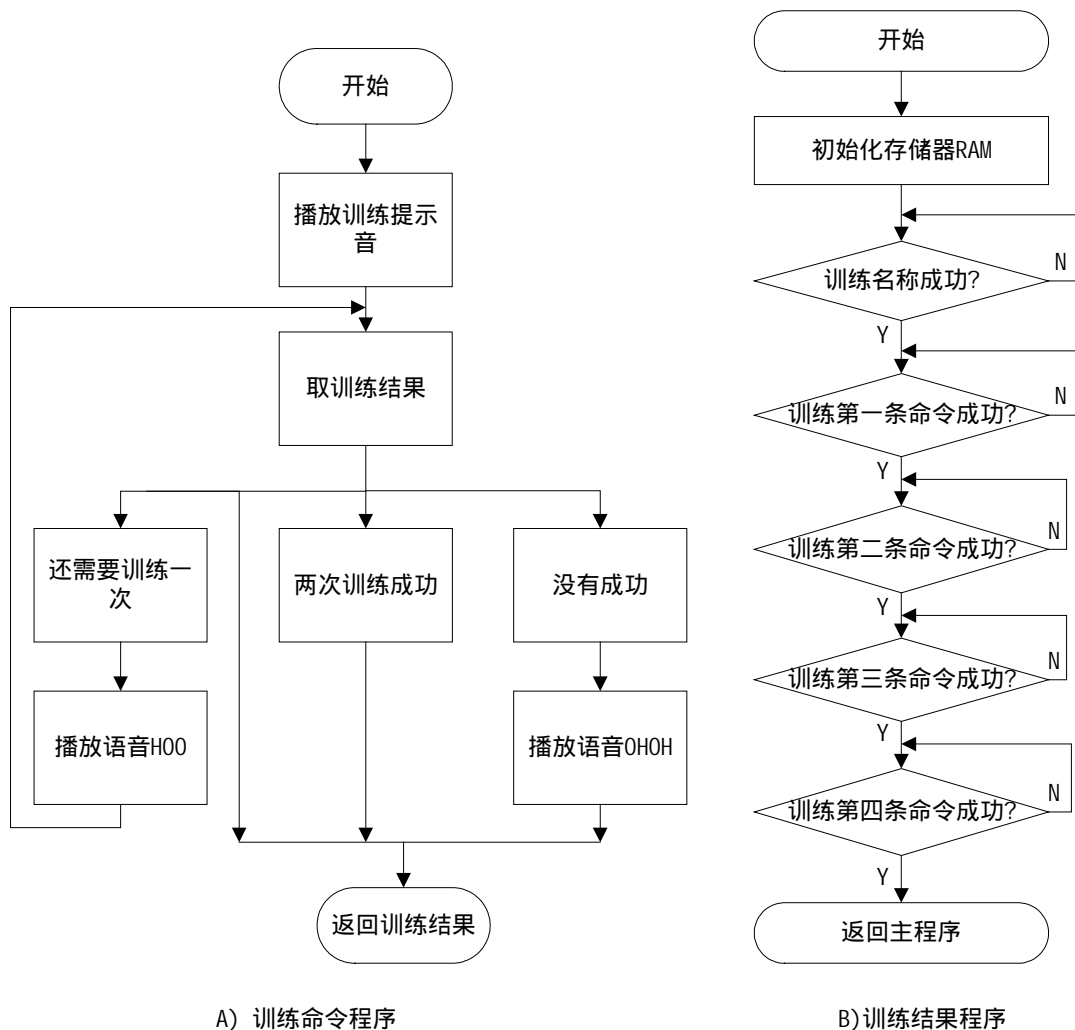 开始
播放训练提示
音
取训练结果
还需要训练一
次
两次训练成功
没有成功
播放语音HOO
播放语音OHOH
返回训练结果
A) 训练命令程序
开始
初始化存储器RAM
训练名称成功?
N
Y
训练第一条命令成功?
N
Y
训练第二条命令成功?
N
Y
训练第三条命令成功?
N
Y
训练第四条命令成功?
N
Y
返回主程序
B)训练结果程序